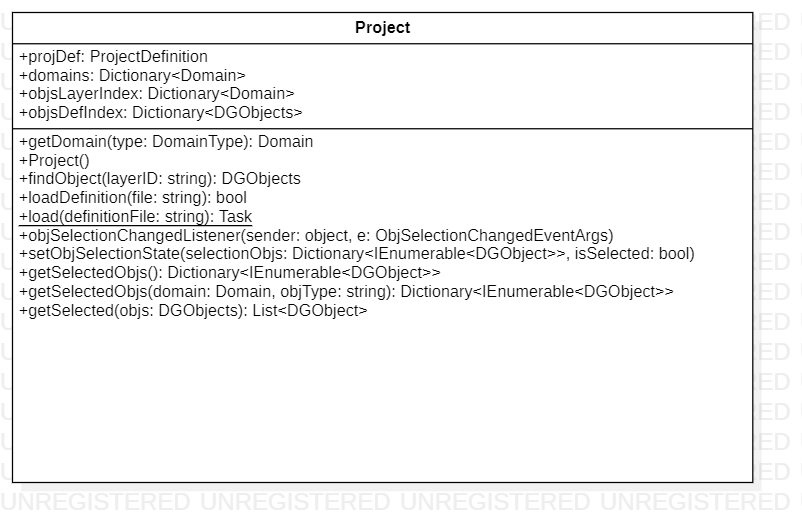 Project
+projDef: ProjectDefinition
+domains: Dictionary<Domain>
+objsLayerIndex: Dictionary<Domain>
+objsDefIndex: Dictionary<DGObjects>
+getDomain(type: DomainType): Domain
+Project()
+findObject(layerID: string): DGObjects
+loadDefinition(file: string): bool
+load(definitionFile: string): Task
+objSelectionChangedListener(sender: object, e: ObjSelectionChangedEventArgs)
+setObjSelectionState(selectionObjs: Dictionary<IEnumerable<DGObject>>, isSelected: bool)
+getSelectedObjs(): Dictionary<IEnumerable<DGObject>>
+getSelectedObjs(domain: Domain, objType: string): Dictionary<IEnumerable<DGObject>>
+getSelected(objs: DGObjects): List<DGObject>
UNREGISTERED UNREGISTERED UNREGISTERED UNREGISTERED